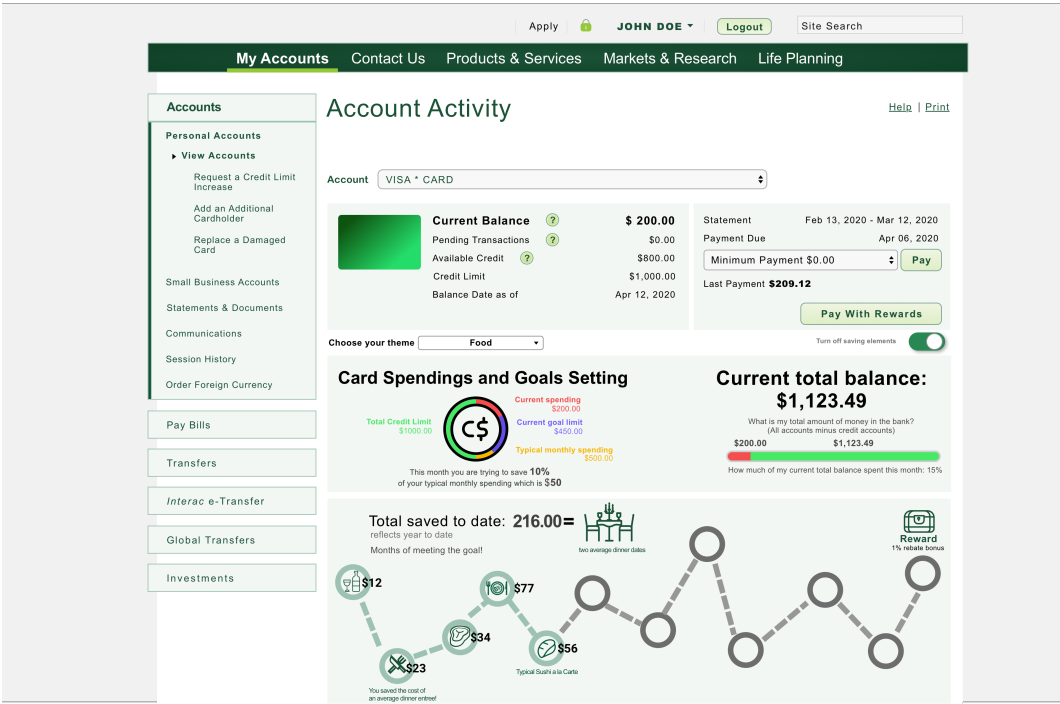 Apply
JOHN DOE
Logout
Site Search
My Accounts Contact Us Products & Services Markets & Research Life Planning
Accounts
Personal Accounts
View Accounts
Request a Credit Limit
Increase
Add an Additional
Cardholder
Replace a Damaged
Card
Small Business Accounts
Statements & Documents
Communications
Session History
Order Foreign Currency
Pay Bills
Transfers
Interac e-Transfer
Global Transfers
Investments
Account Activity
Help | Print
Account VISA * CARD
Current Balance ? $ 200.00
Pending Transactions ? $0.00
Available Credit ? $800.00
Credit Limit $1,000.00
Balance Date as of Apr 12, 2020
Statement Feb 13, 2020 - Mar 12, 2020
Payment Due Apr 06, 2020
Minimum Payment $0.00 Pay
Last Payment $209.12
Pay With Rewards
Choose your theme Food
Turn off saving elements
Card Spendings and Goals Setting
Total Credit Limit
$1000.00
C$
Current spending
$200.00
Current goal limit
$450.00
Typical monthly spending
$500.00
This month you are trying to save 10%
of your typical monthly spending which is $50
Current total balance:
$1,123.49
What is my total amount of money in the bank?
(All accounts minus credit accounts)
$200.00 $1,123.49
How much of my current total balance spent this month: 15%
Total saved to date: 216.00=
reflects year to date
Months of meeting the goal!
two average dinner dates
Reward
1% rebate bonus
$12
$23
You saved the cost of
an average dinner entree!
$34
$77
$56
Typical Sushi a la Carte